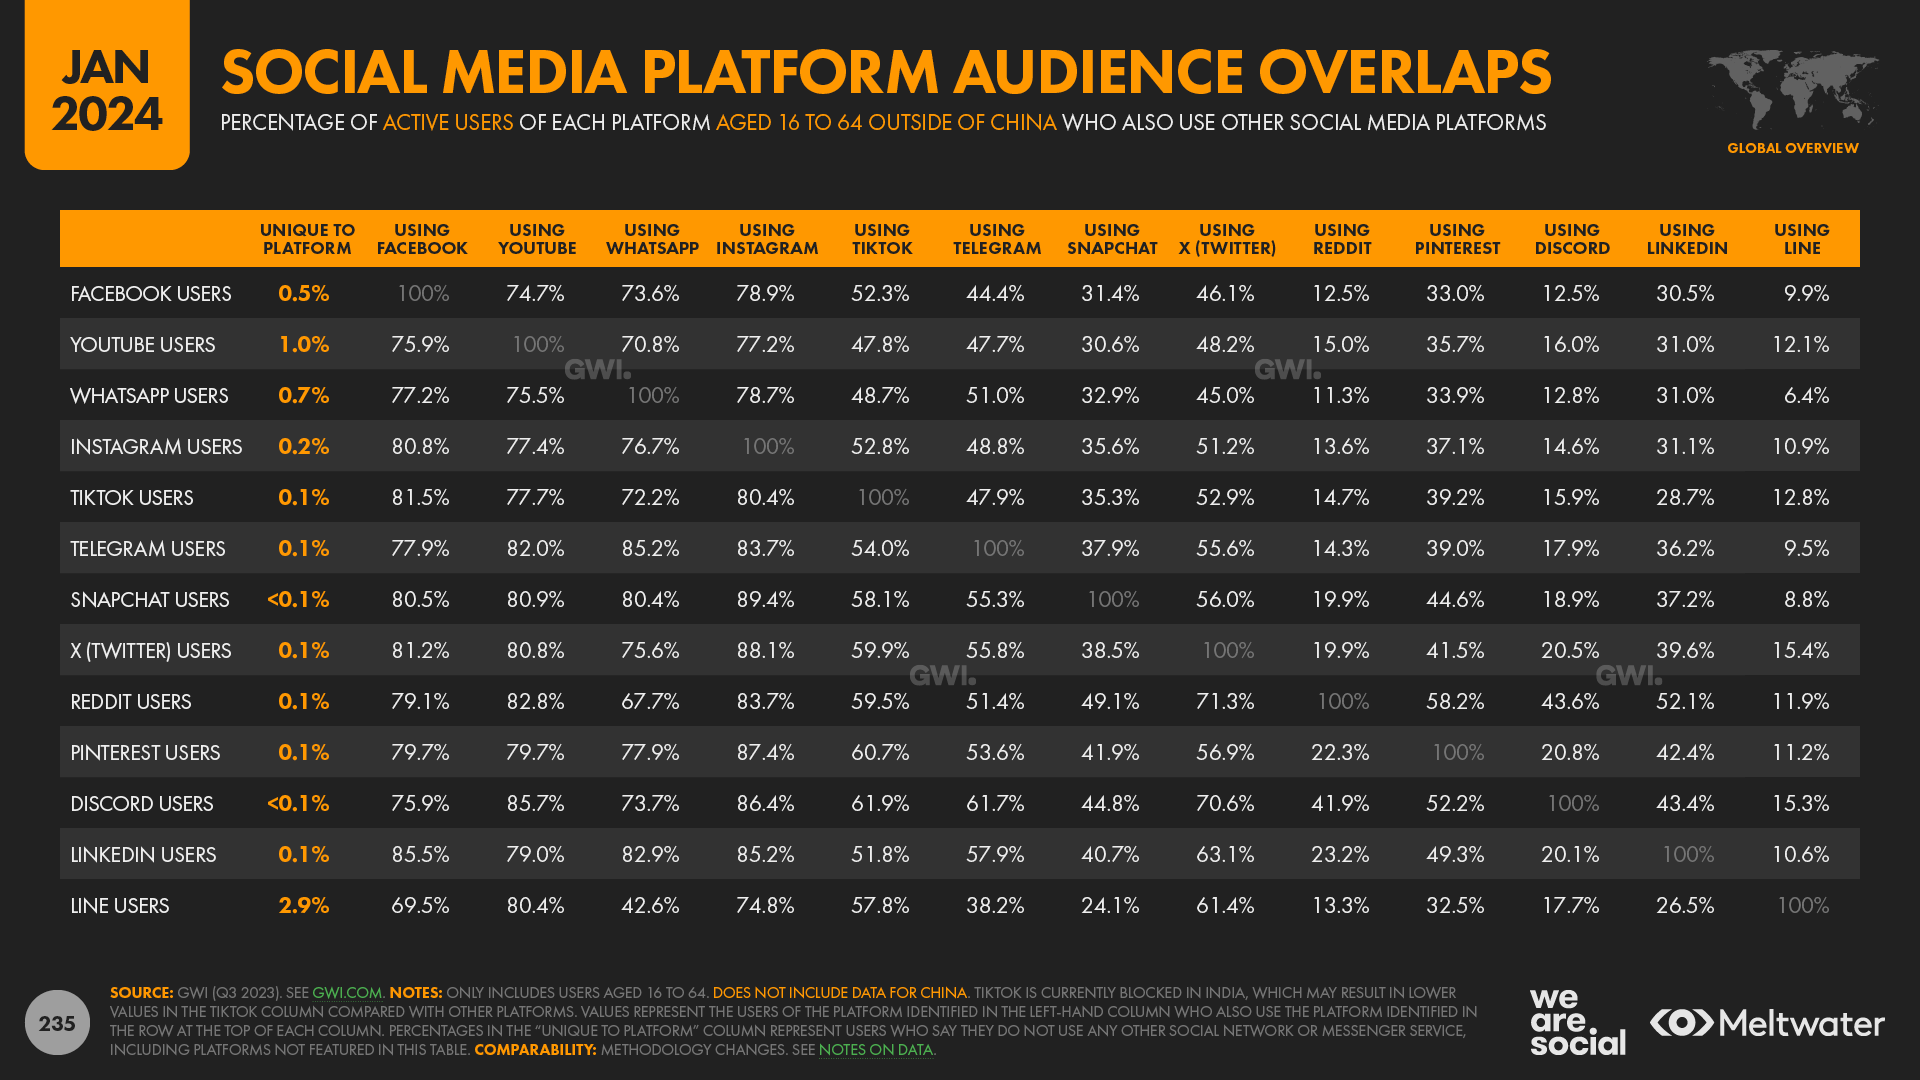 JAN
2024
SOCIAL MEDIA PLATFORM AUDIENCE OVERLAPS
PERCENTAGE OF ACTIVE USERS OF EACH PLATFORM AGED 16 TO 64 OUTSIDE OF CHINA WHO ALSO USE OTHER SOCIAL MEDIA PLATFORMS
GLOBAL OVERVIEW
UNIQUE TO PLATFORM USING FACEBOOK USING YOUTUBE USING WHATSAPP USING INSTAGRAM USING TIKTOK USING TELEGRAM USING SNAPCHAT USING X (TWITTER) USING REDDIT USING PINTEREST USING DISCORD USING LINKEDIN USING LINE
FACEBOOK USERS 0.5% 100% 74.7% 73.6% 78.9% 52.3% 44.4% 31.4% 46.1% 12.5% 33.0% 12.5% 30.5% 9.9%
YOUTUBE USERS 1.0% 75.9% 100% 70.8% 77.2% 47.8% 47.7% 30.6% 48.2% 15.0% 35.7% 16.0% 31.0% 12.1%
GWI. GWI.
WHATSAPP USERS 0.7% 77.2% 75.5% 100% 78.7% 48.7% 51.0% 32.9% 45.0% 11.3% 33.9% 12.8% 31.0% 6.4%
INSTAGRAM USERS 0.2% 80.8% 77.4% 76.7% 100% 52.8% 48.8% 35.6% 51.2% 13.6% 37.1% 14.6% 31.1% 10.9%
TIKTOK USERS 0.1% 81.5% 77.7% 72.2% 80.4% 100% 47.9% 35.3% 52.9% 14.7% 39.2% 15.9% 28.7% 12.8%
TELEGRAM USERS 0.1% 77.9% 82.0% 85.2% 83.7% 54.0% 100% 37.9% 55.6% 14.3% 39.0% 17.9% 36.2% 9.5%
SNAPCHAT USERS <0.1% 80.5% 80.9% 80.4% 89.4% 58.1% 55.3% 100% 56.0% 19.9% 44.6% 18.9% 37.2% 8.8%
X (TWITTER) USERS 0.1% 81.2% 80.8% 75.6% 88.1% 59.9% 55.8% 38.5% 100% 19.9% 41.5% 20.5% 39.6% 15.4%
GWI. GWI.
REDDIT USERS 0.1% 79.1% 82.8% 67.7% 83.7% 59.5% 51.4% 49.1% 71.3% 100% 58.2% 43.6% 52.1% 11.9%
PINTEREST USERS 0.1% 79.7% 79.7% 77.9% 87.4% 60.7% 53.6% 41.9% 56.9% 22.3% 100% 20.8% 42.4% 11.2%
DISCORD USERS <0.1% 75.9% 85.7% 73.7% 86.4% 61.9% 61.7% 44.8% 70.6% 41.9% 52.2% 100% 43.4% 15.3%
LINKEDIN USERS 0.1% 85.5% 79.0% 82.9% 85.2% 51.8% 57.9% 40.7% 63.1% 23.2% 49.3% 20.1% 100% 10.6%
LINE USERS 2.9% 69.5% 80.4% 42.6% 74.8% 57.8% 38.2% 24.1% 61.4% 13.3% 32.5% 17.7% 26.5% 100%
235
SOURCE: GWI (Q3 2023). SEE GWI.COM. NOTES: ONLY INCLUDES USERS AGED 16 TO 64. DOES NOT INCLUDE DATA FOR CHINA. TIKTOK IS CURRENTLY BLOCKED IN INDIA, WHICH MAY RESULT IN LOWER
VALUES IN THE TIKTOK COLUMN COMPARED WITH OTHER PLATFORMS. VALUES REPRESENT THE USERS OF THE PLATFORM IDENTIFIED IN THE LEFT-HAND COLUMN WHO ALSO USE THE PLATFORM IDENTIFIED IN
THE ROW AT THE TOP OF EACH COLUMN. PERCENTAGES IN THE “UNIQUE TO PLATFORM” COLUMN REPRESENT USERS WHO SAY THEY DO NOT USE ANY OTHER SOCIAL NETWORK OR MESSENGER SERVICE,
INCLUDING PLATFORMS NOT FEATURED IN THIS TABLE. COMPARABILITY: METHODOLOGY CHANGES. SEE NOTES ON DATA.
we
are.
social
Meltwater